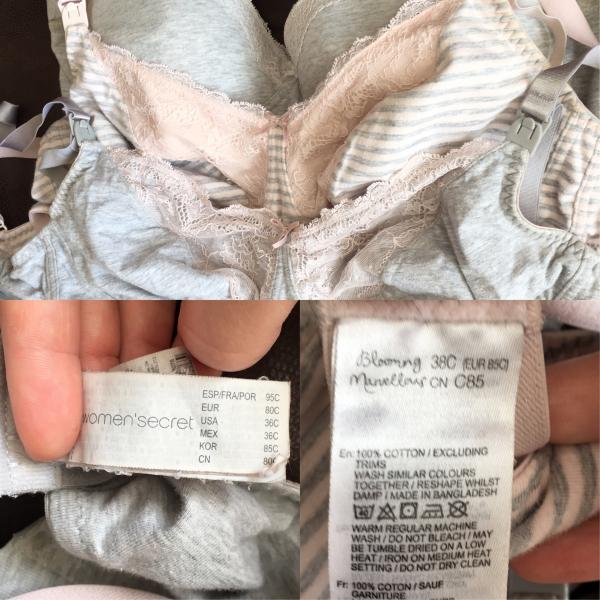 women'secret
ESP/FRA/POR 95C
EUR 80C
USA 36C
MEX 36C
KOR 85C
CN 80C
Blooming 38C (EUR 85C)
Marvellous CN C85
En: 100% COTTON / EXCLUDING
TRIMS
WASH SIMILAR COLOURS
TOGETHER / RESHAPE WHILST
DAMP / MADE IN BANGLADESH
WARM REGULAR MACHINE
WASH / DO NOT BLEACH / MAY
BE TUMBLE DRIED ON A LOW
HEAT / IRON ON MEDIUM HEAT
SETTING / DO NOT DRY CLEAN
Fr: 100% COTON / SAUF
GARNITURE